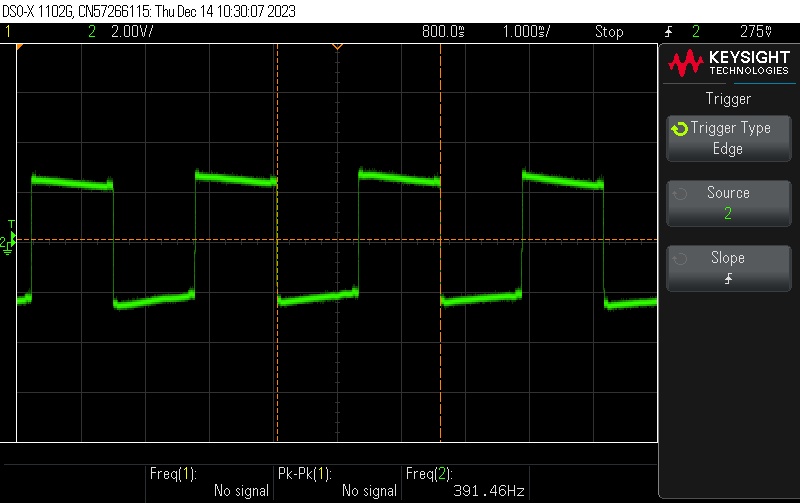 DSO-X 1102G, CN57266115: Thu Dec 14 10:30:07 2023
1 2 2.00V/ 800.0us 1.000s/ Stop 2 275▽
KEYSIGHT
TECHNOLOGIES
Trigger
Trigger Type
Edge
Source
2
Slope
T
2
Freq(1):
No signal
Pk-Pk(1):
No signal
Freq(2):
391.46Hz